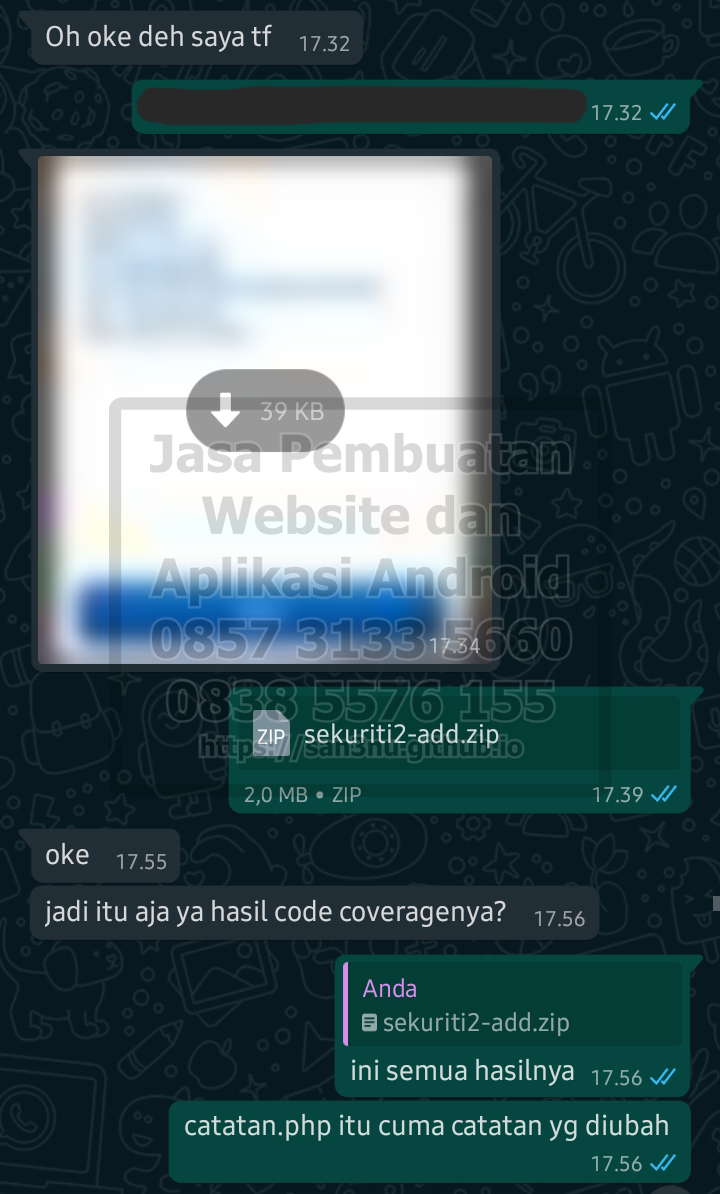 Oh oke deh saya tf 17.32
17.32
39 KB
Jasa Pembuatan
Website dan
Aplikasi Android
0857 3133 5660
17.34
0838 5576 155
ZIP sekuriti2-add.zip
2,0 MB • ZIP 17.39
oke 17.55
jadi itu aja ya hasil code coveragenya? 17.56
Anda
sekuriti2-add.zip
ini semua hasilnya 17.56
catatan.php itu cuma catatan yg diubah
17.56